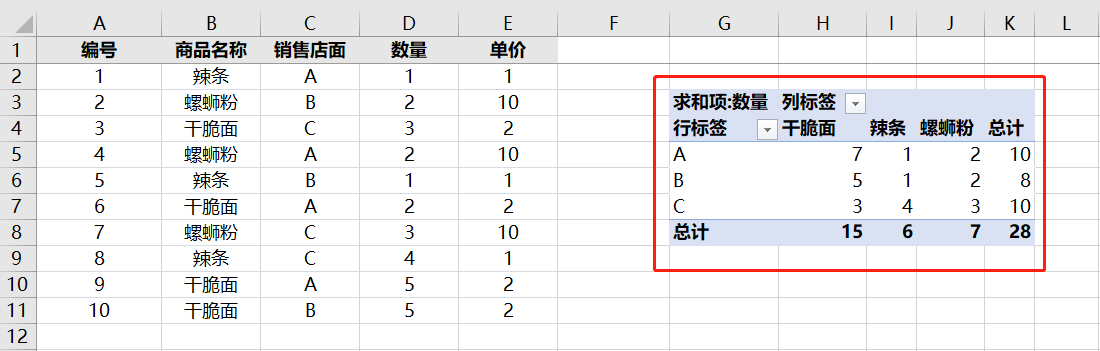 A B C D E F G H I J K L
1 编号 商品名称 销售店面 数量 单价
2 1 辣条 A 1 1
3 2 螺蛳粉 B 2 10 求和项:数量 列标签
4 3 干脆面 C 3 2 行标签 干脆面 辣条 螺蛳粉 总计
5 4 螺蛳粉 A 2 10 A 7 1 2 10
6 5 辣条 B 1 1 B 5 1 2 8
7 6 干脆面 A 2 2 C 3 4 3 10
8 7 螺蛳粉 C 3 10 总计 15 6 7 28
9 8 辣条 C 4 1
10 9 干脆面 A 5 2
11 10 干脆面 B 5 2
12